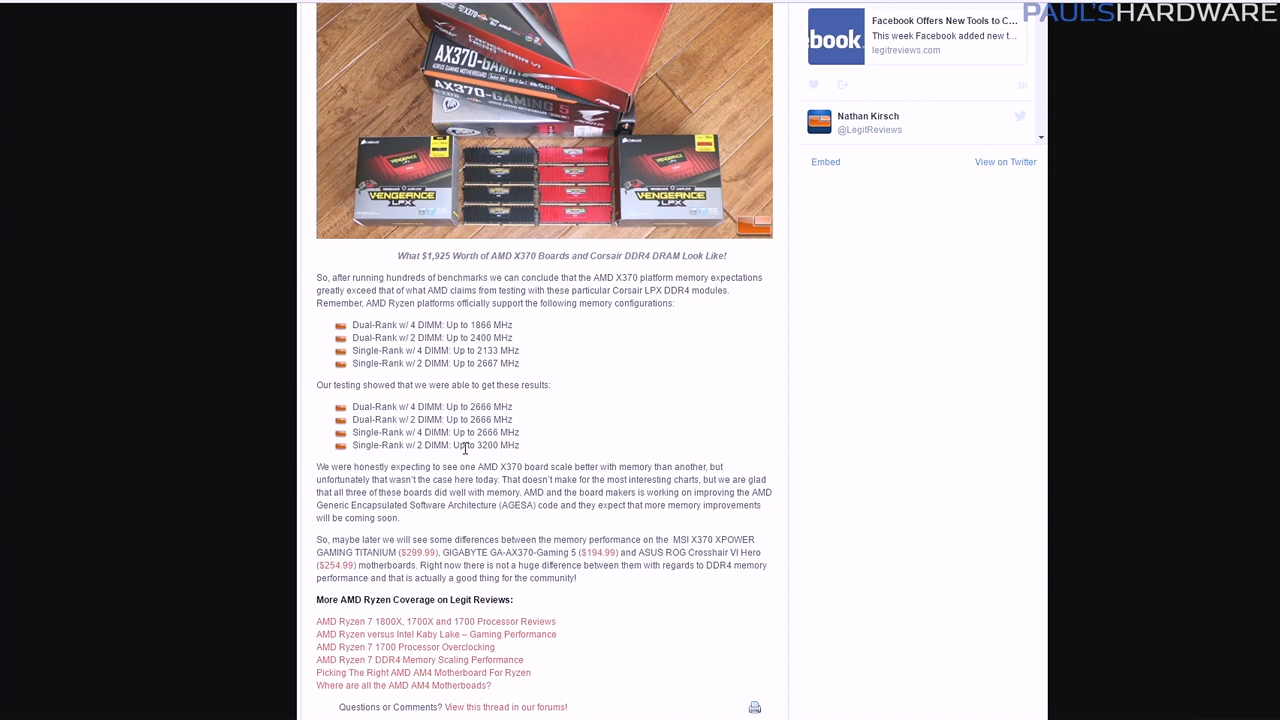 PAUL'SHARDWARE
CROSSHAIR VI
AX370-GAMING
AX370-GAMING 5
VENGEANCE
LPX
VENGEANCE
LPX
What $1,925 Worth of AMD X370 Boards and Corsair DDR4 DRAM Look Like!
So, after running hundreds of benchmarks we can conclude that the AMD X370 platform memory expectations
greatly exceed that of what AMD claims from testing with these particular Corsair LPX DDR4 modules.
Remember, AMD Ryzen platforms officially support the following memory configurations:
Dual-Rank w/ 4 DIMM: Up to 1866 MHz
Dual-Rank w/ 2 DIMM: Up to 2400 MHz
Single-Rank w/ 4 DIMM: Up to 2133 MHz
Single-Rank w/ 2 DIMM: Up to 2667 MHz
Our testing showed that we were able to get these results:
Dual-Rank w/ 4 DIMM: Up to 2666 MHz
Dual-Rank w/ 2 DIMM: Up to 2666 MHz
Single-Rank w/ 4 DIMM: Up to 2666 MHz
Single-Rank w/ 2 DIMM: Up to 3200 MHz
We were honestly expecting to see one AMD X370 board scale better with memory than another, but
unfortunately that wasn't the case here today. That doesn't make for the most interesting charts, but we are glad
that all three of these boards did well with memory. AMD and the board makers is working on improving the AMD
Generic Encapsulated Software Architecture (AGESA) code and they expect that more memory improvements
will be coming soon.
So, maybe later we will see some differences between the memory performance on the MSI X370 XPOWER
GAMING TITANIUM ($299.99), GIGABYTE GA-AX370-Gaming 5 ($194.99) and ASUS ROG Crosshair VI Hero
($254.99) motherboards. Right now there is not a huge difference between them with regards to DDR4 memory
performance and that is actually a good thing for the community!
More AMD Ryzen Coverage on Legit Reviews:
AMD Ryzen 7 1800X, 1700X and 1700 Processor Reviews
AMD Ryzen versus Intel Kaby Lake – Gaming Performance
AMD Ryzen 7 1700 Processor Overclocking
AMD Ryzen 7 DDR4 Memory Scaling Performance
Picking The Right AMD AM4 Motherboard For Ryzen
Where are all the AMD AM4 Motherboads?
Questions or Comments? View this thread in our forums!
book.
Facebook Offers New Tools to C...
This week Facebook added new t...
legitreviews.com
3h
Nathan Kirsch
@LegitReviews
Embed
View on Twitter